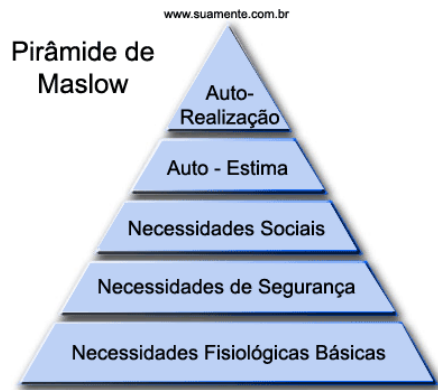 www.suamente.com.br
Pirâmide de
Maslow
Auto-
Realização
Auto - Estima
Necessidades Sociais
Necessidades de Segurança
Necessidades Fisiológicas Básicas